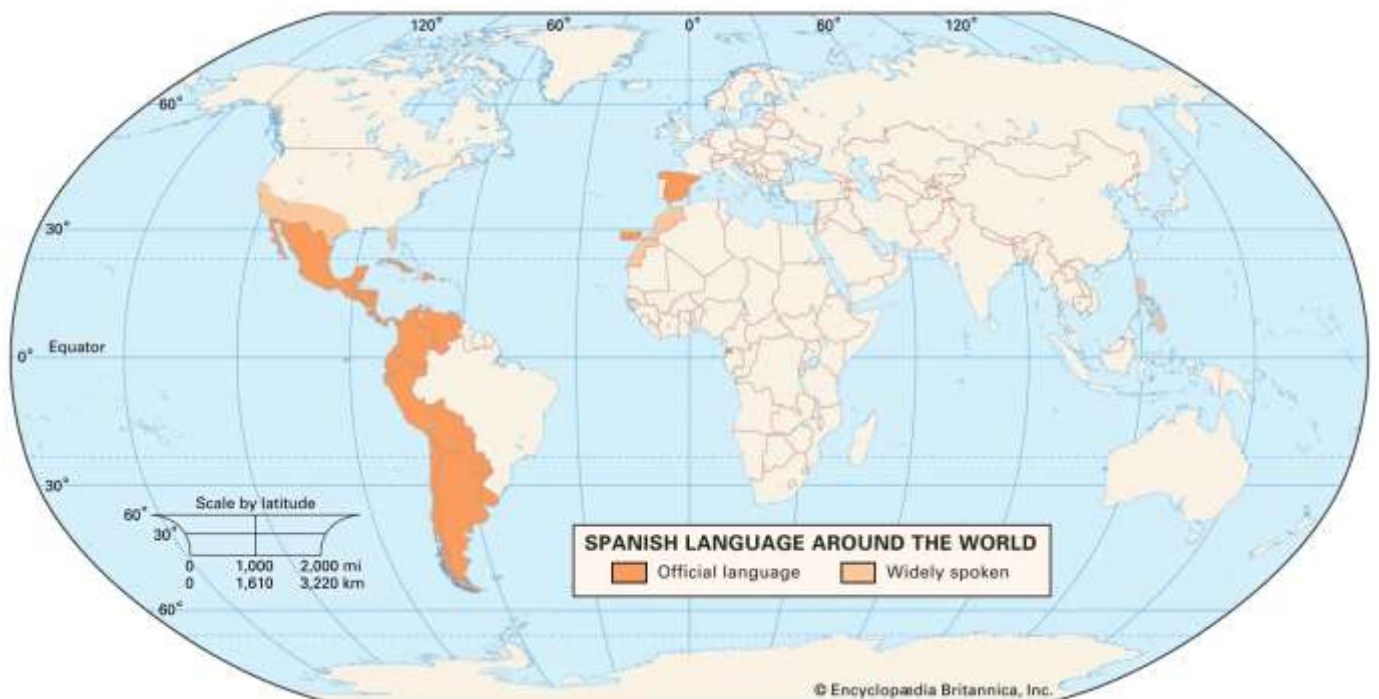 120° 60° 0° 60° 120°
60°
30°
Equator
0°
30°
Scale by latitude
60°
30°
0 1,000 2,000 mi
0 1,610 3,220 km
SPANISH LANGUAGE AROUND THE WORLD
Official language Widely spoken
60°
© Encyclopædia Britannica, Inc.